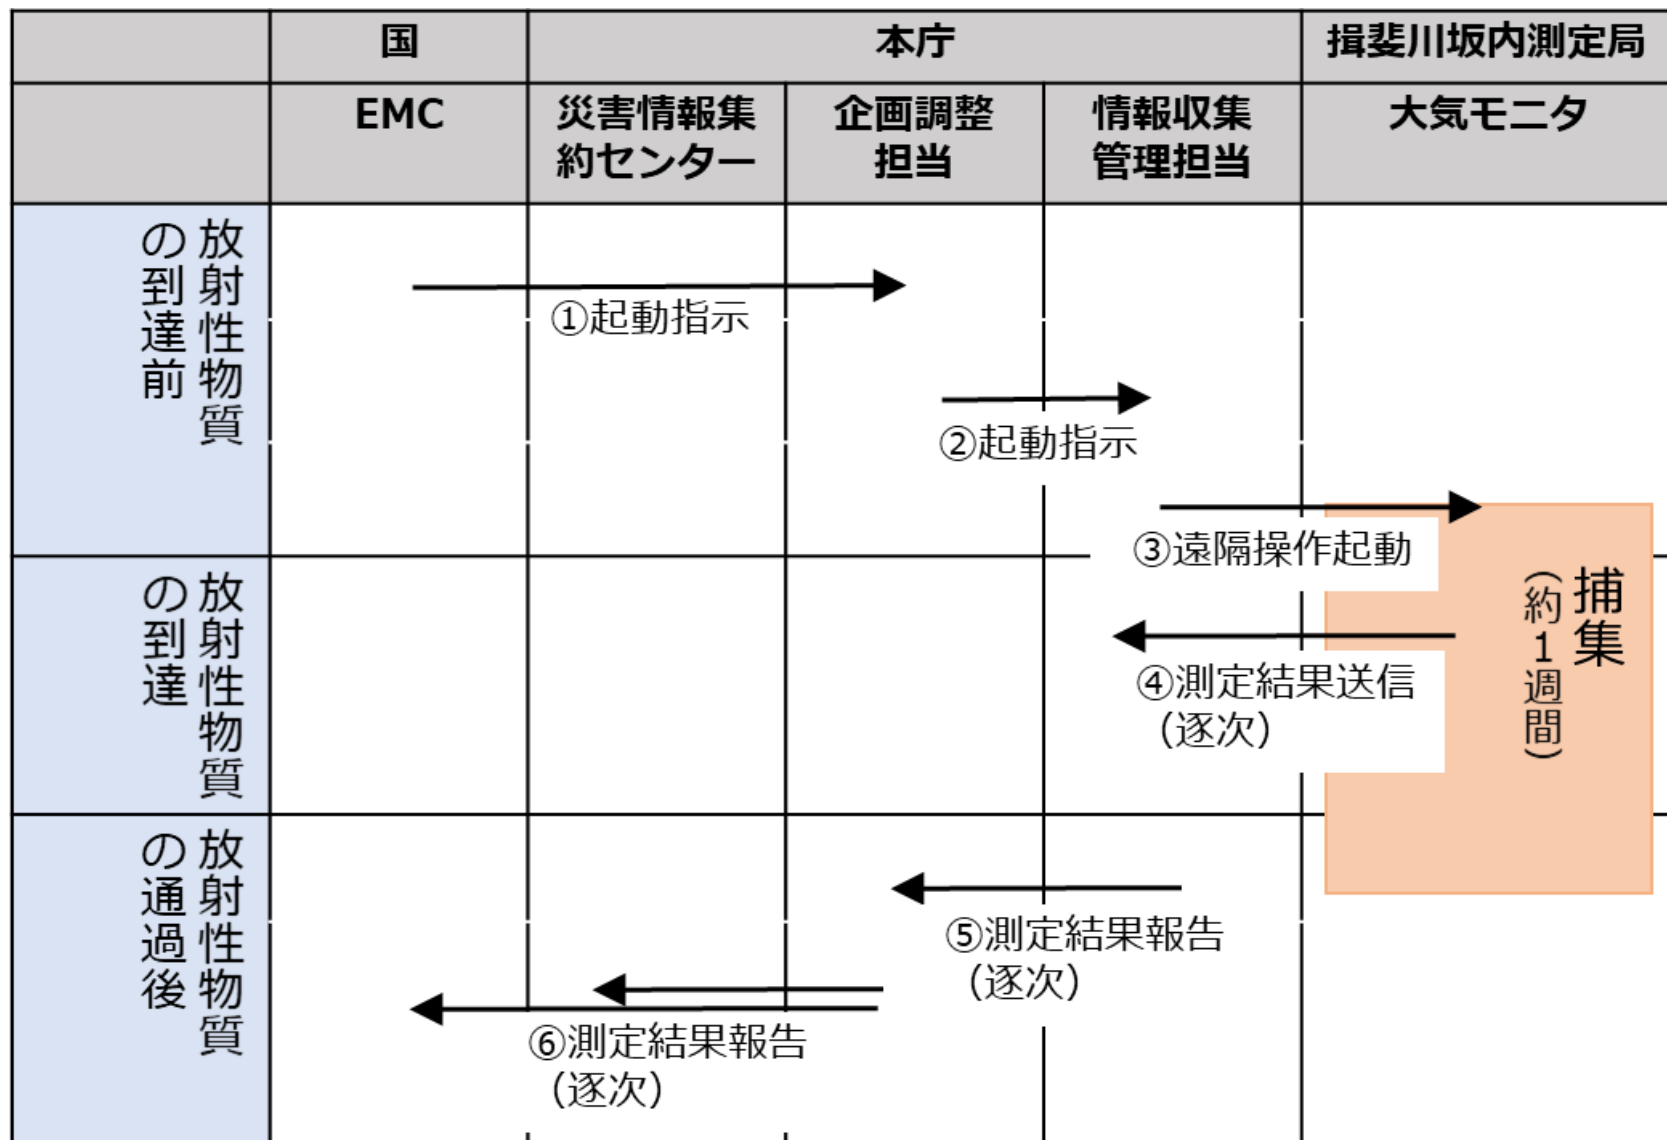 国
本庁
揖斐川坂内測定局
EMC
災害情報集
約センター
企画調整
担当
情報収集
管理担当
大気モニタ
放射性物質
の到達前
①起動指示
②起動指示
③遠隔操作起動
放射性物質
の到達
④測定結果送信
（逐次）
捕集
（約１週間）
放射性物質
の通過後
⑤測定結果報告
（逐次）
⑥測定結果報告
（逐次）